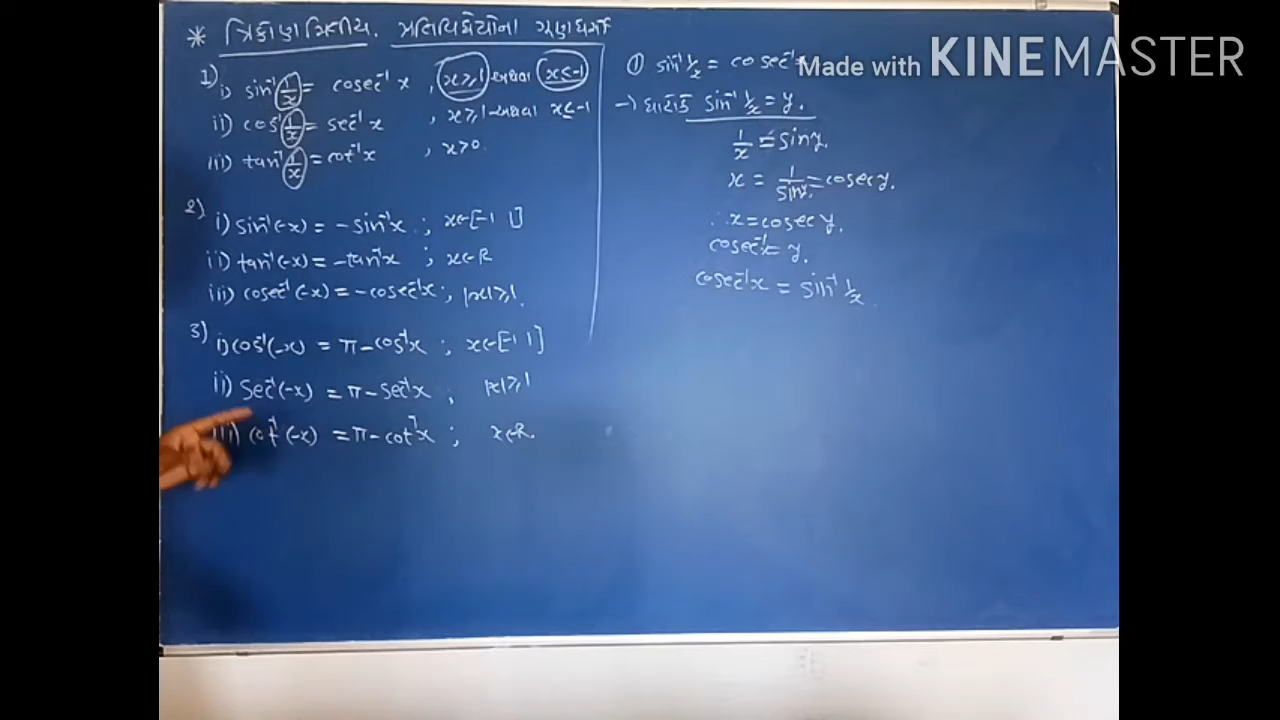 * ત્રિકોણમિતીય. પ્રતિવિધેયોના ગુણધર્મો
1) i) sin⁻¹ 1/x = cosec⁻¹ x , x ≥ 1 અથવા x ≤ -1
ii) cos⁻¹ 1/x = sec⁻¹ x , x ≥ 1 અથવા x ≤ -1
iii) tan⁻¹ 1/x = cot⁻¹ x , x > 0.
2)
i) sin⁻¹(-x) = -sin⁻¹x ; x ∈ [-1 1]
ii) tan⁻¹(-x) = -tan⁻¹x ; x ∈ R
iii) cosec⁻¹(-x) = -cosec⁻¹x ; |x| ≥ 1.
3)
i) cos⁻¹(-x) = π - cos⁻¹x ; x ∈ [-1 1]
ii) sec⁻¹(-x) = π - sec⁻¹x , |x| ≥ 1
iii) cot⁻¹(-x) = π - cot⁻¹x ; x ∈ R.
① sin⁻¹ 1/x = cosec⁻¹x
→ ધારોકે sin⁻¹ 1/x = y.
1/x = sin y.
x = 1/sin y = cosec y.
∴ x = cosec y.
cosec⁻¹x = y.
cosec⁻¹x = sin⁻¹ 1/x.
Made with KINEMASTER